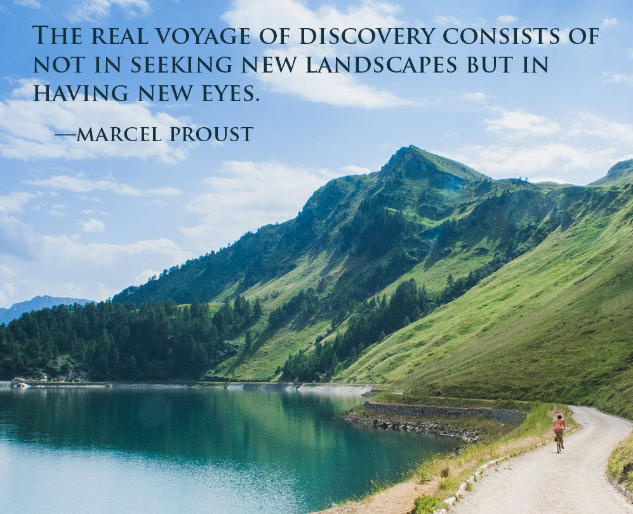 The real voyage of discovery consists of
not in seeking new landscapes but in
having new eyes.
—Marcel Proust